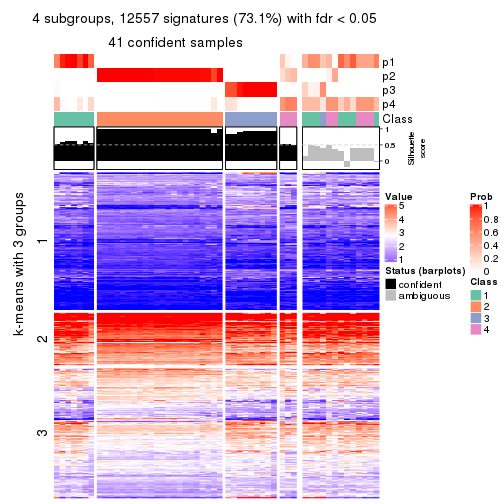 4 subgroups, 12557 signatures (73.1%) with fdr < 0.05
41 confident samples
p1
p2
p3
p4
Class
1
0.5
0
Silhouette
score
k-means with 3 groups
1
2
3
Value
5
4
3
2
1
Status (barplots)
confident
ambiguous
Prob
1
0.8
0.6
0.4
0.2
0
Class
1
2
3
4